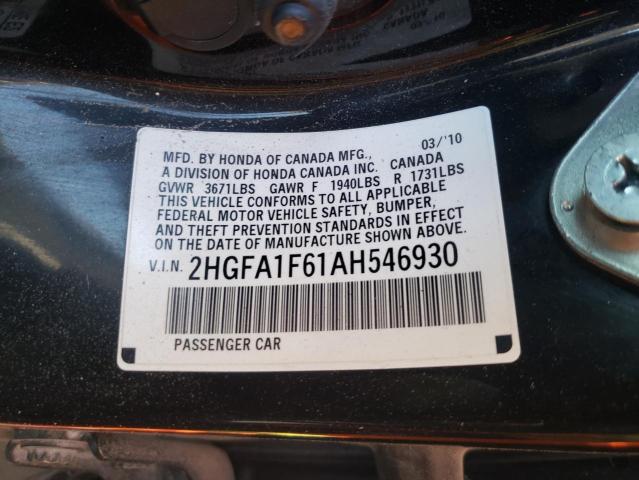 MFD. BY HONDA OF CANADA MFG., 03/'10
A DIVISION OF HONDA CANADA INC. CANADA
GVWR 3671LBS GAWR F 1940LBS R 1731LBS
THIS VEHICLE CONFORMS TO ALL APPLICABLE
FEDERAL MOTOR VEHICLE SAFETY, BUMPER,
AND THEFT PREVENTION STANDARDS IN EFFECT
ON THE DATE OF MANUFACTURE SHOWN ABOVE.
V.I.N. 2HGFA1F61AH546930
PASSENGER CAR